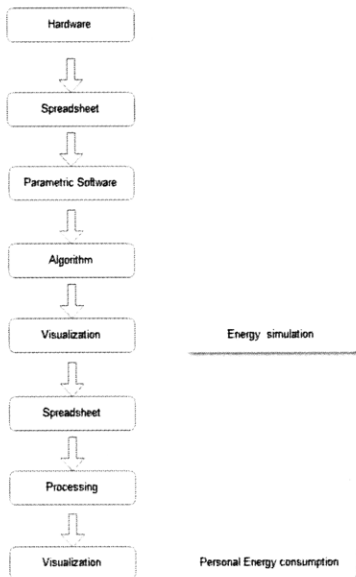 Hardware
Spreadsheet
Parametric Software
Algorithm
Visualization
Energy simulation
Spreadsheet
Processing
Visualization
Personal Energy consumption